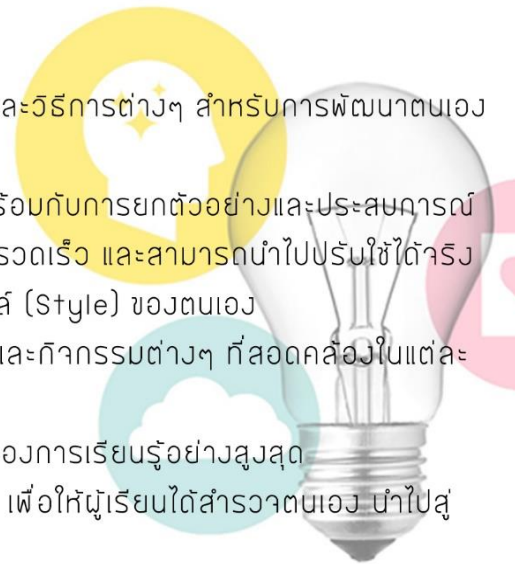 ละวิธีการต่างๆ สำหรับการพัฒนาตนเอง
ร้อมกับการยกตัวอย่างและประสบการณ์
รวดเร็ว และสามารถนำไปปรับใช้ได้จริง
ล์ (Style) ของตนเอง
และกิจกรรมต่างๆ ที่สอดคล้องในแต่ละ
องการเรียนรู้อย่างสูงสุด
เพื่อให้ผู้เรียนได้สำรวจตนเอง นำไปสู่